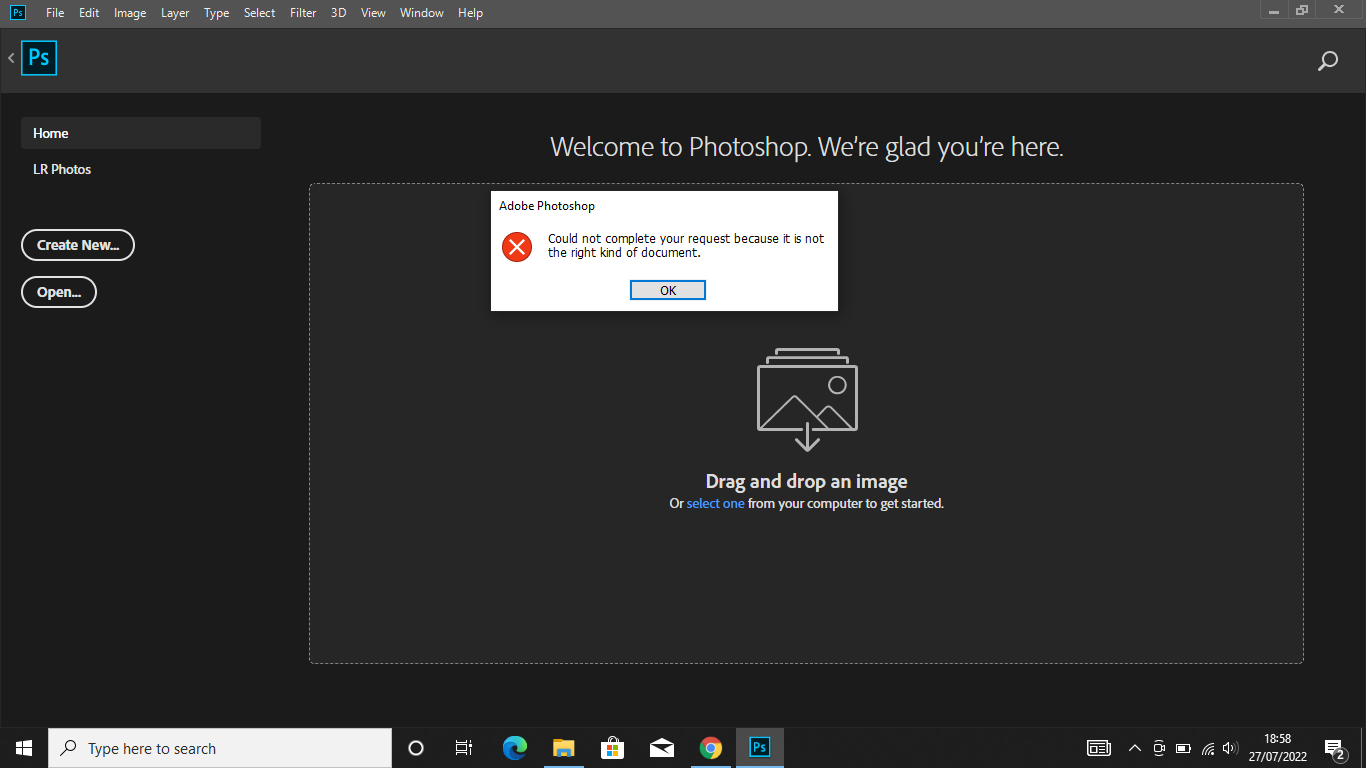 Ps File Edit Image Layer Type Select Filter 3D View Window Help
Ps
Home
LR Photos
Create New...
Open...
Welcome to Photoshop. We're glad you're here.
Adobe Photoshop
Could not complete your request because it is not
the right kind of document.
OK
Drag and drop an image
Or select one from your computer to get started.
Type here to search
Ps
18:58
27/07/2022
2